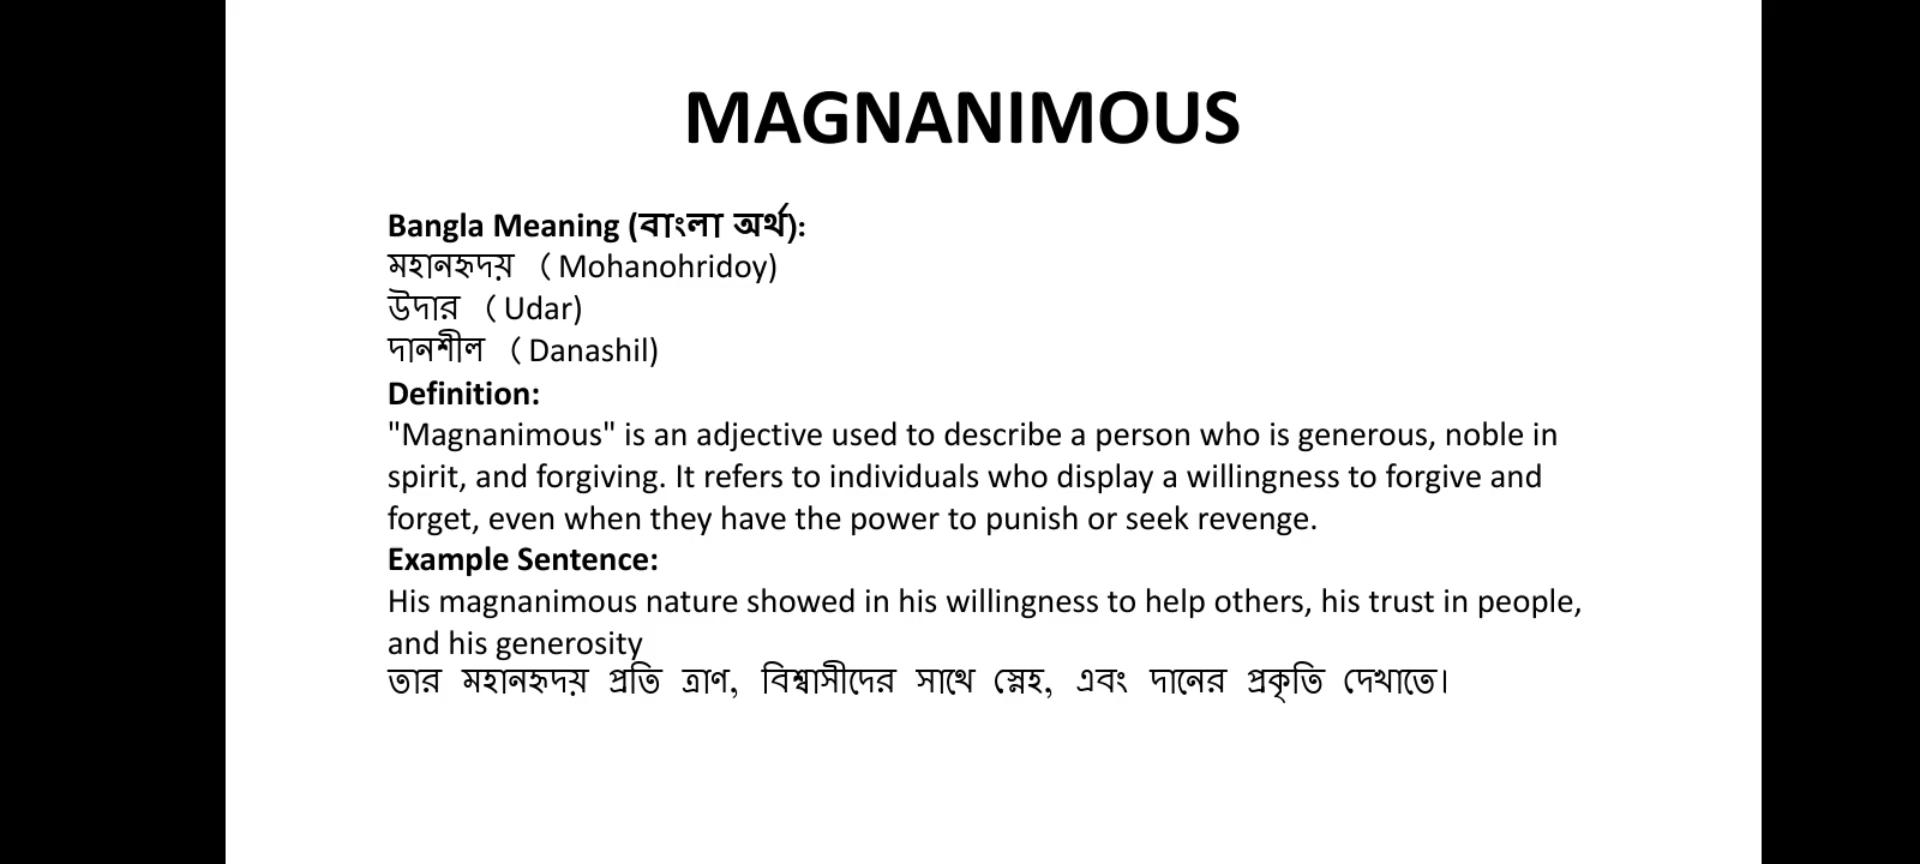 MAGNANIMOUS
Bangla Meaning (বাংলা অর্থ):
মহানহৃদয় (Mohanohridoy)
উদার (Udar)
দানশীল (Danashil)
Definition:
"Magnanimous" is an adjective used to describe a person who is generous, noble in
spirit, and forgiving. It refers to individuals who display a willingness to forgive and
forget, even when they have the power to punish or seek revenge.
Example Sentence:
His magnanimous nature showed in his willingness to help others, his trust in people,
and his generosity
তার মহানহৃদয় প্রতি ত্রাণ, বিশ্বাসীদের সাথে স্নেহ, এবং দানের প্রকৃতি দেখাতে।